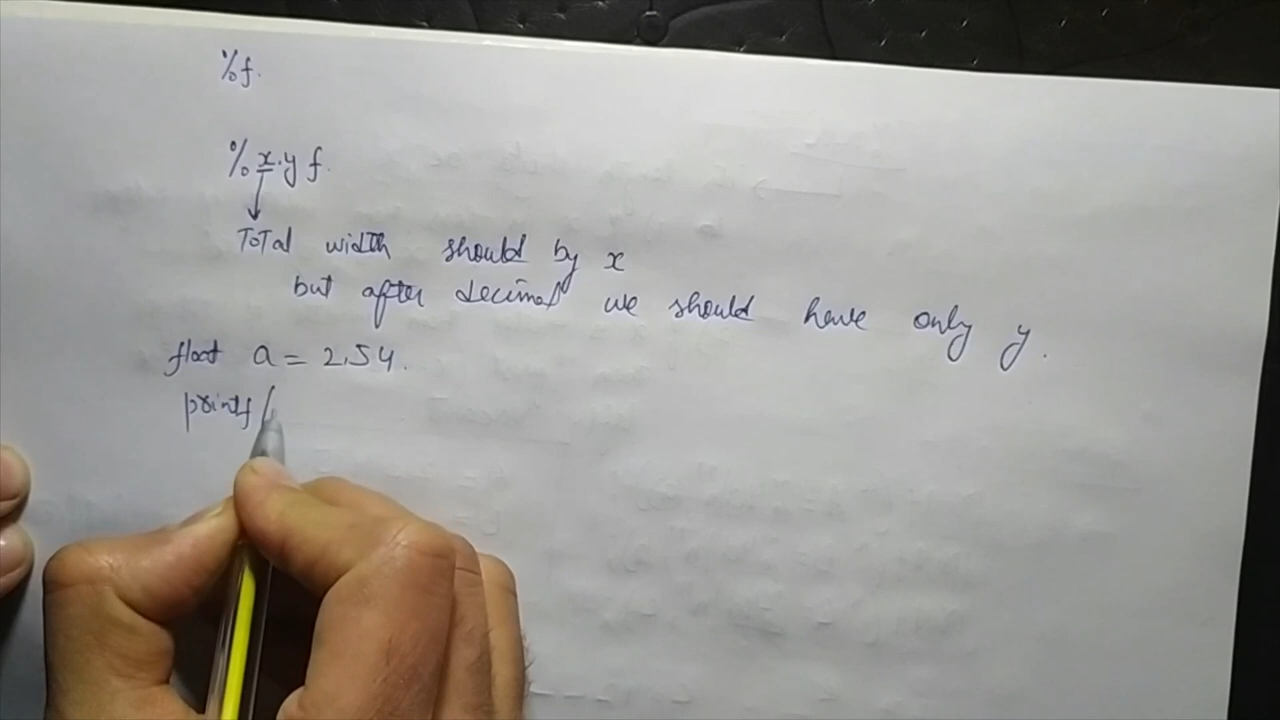 %f.
%x.y f.
Total width should by x
but after decimal we should have only y.
float a = 2.54.
printf(